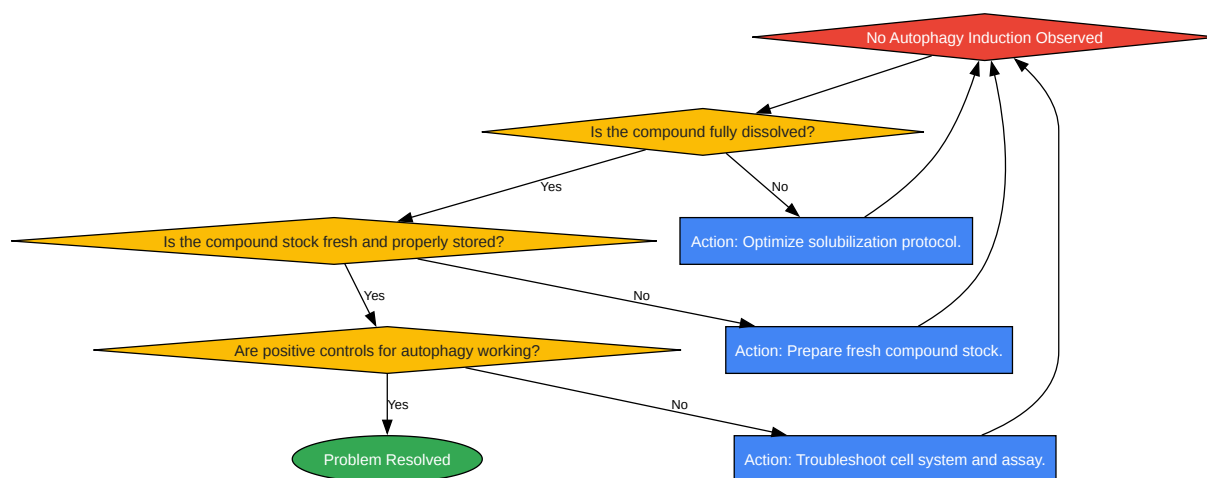 No Autophagy Induction Observed
Is the compound fully dissolved?
Yes
No
Is the compound stock fresh and properly stored?
Action: Optimize solubilization protocol.
Yes
No
Are positive controls for autophagy working?
Action: Prepare fresh compound stock.
Yes
No
Problem Resolved
Action: Troubleshoot cell system and assay.